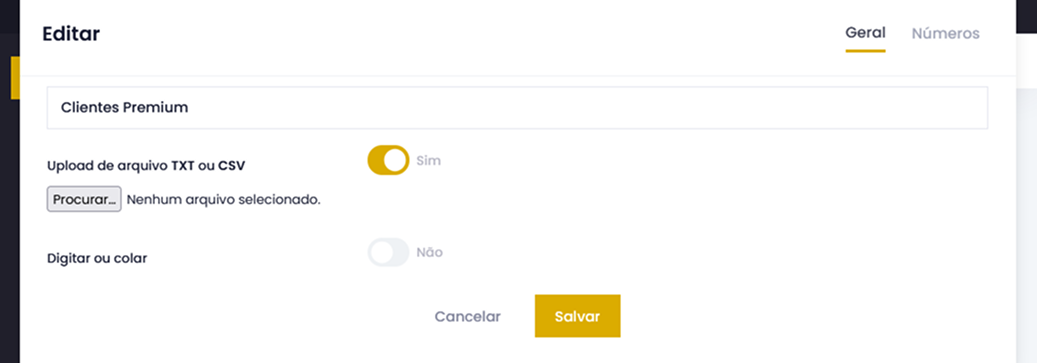 Editar
Geral
Números
Clientes Premium
Upload de arquivo TXT ou CSV
Sim
Procurar...
Nenhum arquivo selecionado.
Digitar ou colar
Não
Cancelar
Salvar